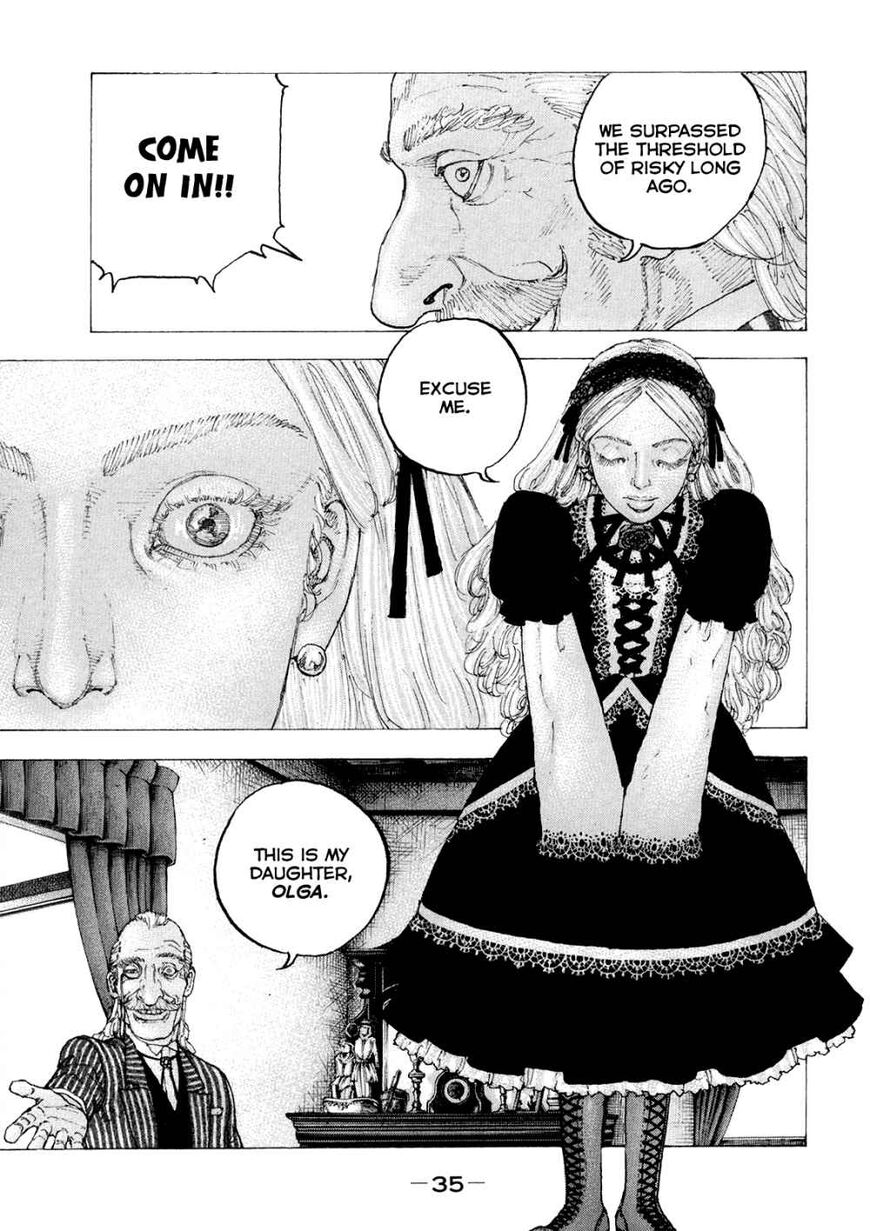 WE SURPASSED
THE THRESHOLD
OF RISKY LONG
AGO.
COME
ON IN!!
EXCUSE
ME.
THIS IS MY
DAUGHTER,
OLGA.
-35-